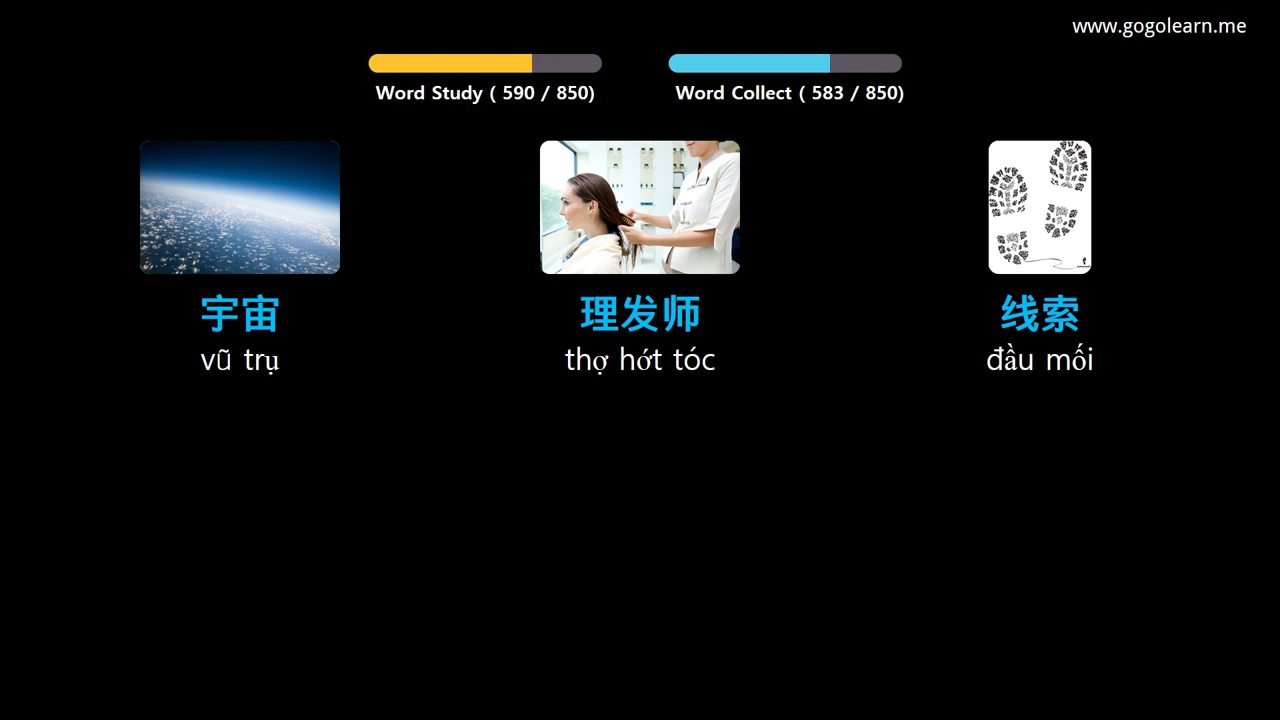 www.gogolearn.me
Word Study ( 590 / 850)
Word Collect ( 583 / 850)
宇宙
理发师
线索
vũ trụ
thợ hớt tóc
đầu mối